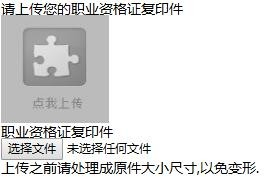 请上传您的职业资格证复印件
点我上传
职业资格证复印件
选择文件 未选择任何文件
上传之前请处理成原件大小尺寸,以免变形.